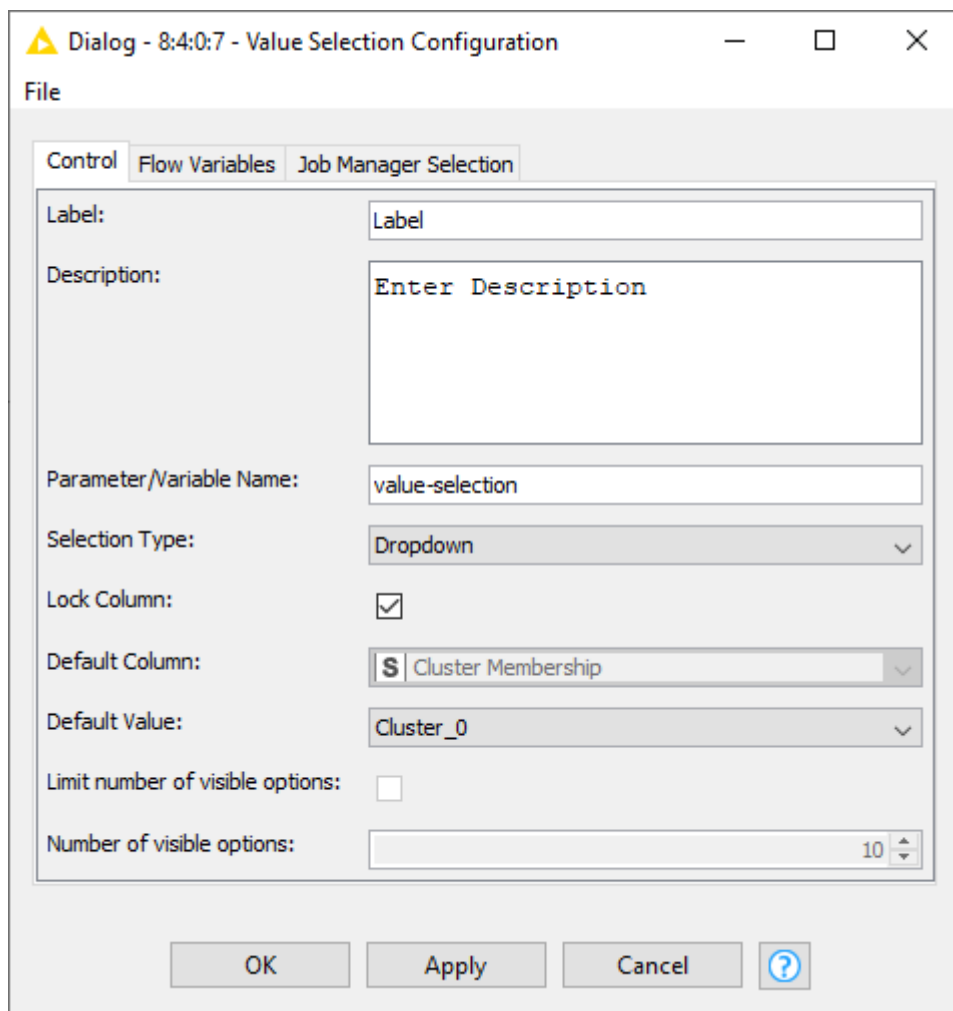 Dialog - 8:4:0:7 - Value Selection Configuration
File
Control Flow Variables Job Manager Selection
Label: Label
Description: Enter Description
Parameter/Variable Name: value-selection
Selection Type: Dropdown
Lock Column:
Default Column: S Cluster Membership
Default Value: Cluster_0
Limit number of visible options:
Number of visible options: 10
OK Apply Cancel ?